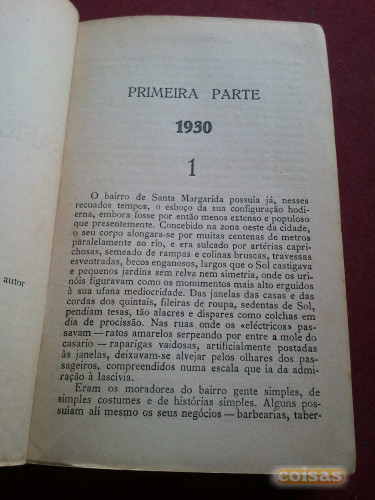 PRIMEIRA PARTE
1930
1
O bairro de Santa Margarida possuia já, nesses
recuados tempos, o esboço da sua configuração hodi-
erna, embora fosse por então menos extenso e populoso
que presentemente. Concebido na zona oeste da cidade,
o seu corpo alongara-se por muitas centenas de metros
paralelamente ao rio, e era sulcado por artérias capri-
chosas, semeado de rampas e colinas bruscas, travessas
esventradas, becos enganosos, largos que o Sol castigava
e pequenos jardins sem relva nem simetria, onde os uri-
nóis figuravam como os monumentos mais alto erguidos
à sua ufana mediocridade. Das janelas das casas e das
cordas dos quintais, fileiras de roupa, sedentas de Sol,
pendiam tesas, tão alacres e dispares como colchas em
dia de procissão. Nas ruas onde os «eléctricos» pas-
savam — ratos amarelos serpeando por entre a mole do
casario — raparigas vaidosas, artificialmente postadas
às janelas, deixavam-se alvejar pelos olhares dos pas-
sageiros, compreendidos numa escala que ia da admi-
ração à lascívia.
Eram os moradores do bairro gente simples, de
simples costumes e de histórias simples. Alguns pos-
suiam ali mesmo os seus negócios — barbearias, taber-
autor
coisas